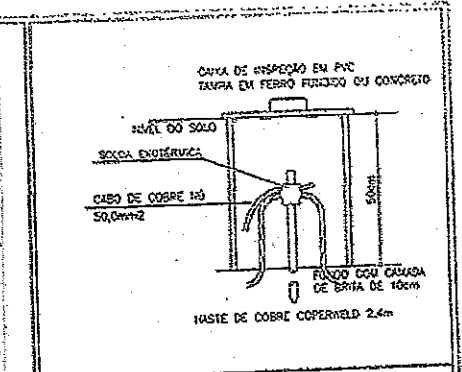 CAIXA DE INSPEÇÃO EM PVC
TAMPA EM FERRO FUNDIDO OU CONCRETO
NÍVEL DO SOLO
SOLDA EXOTÉRMICA
CABO DE COBRE NÚ
50,0mm2
50cm
FUNDO COM CAMADA
DE BRITA DE 10cm
HASTE DE COBRE COPERWELD 2,4m